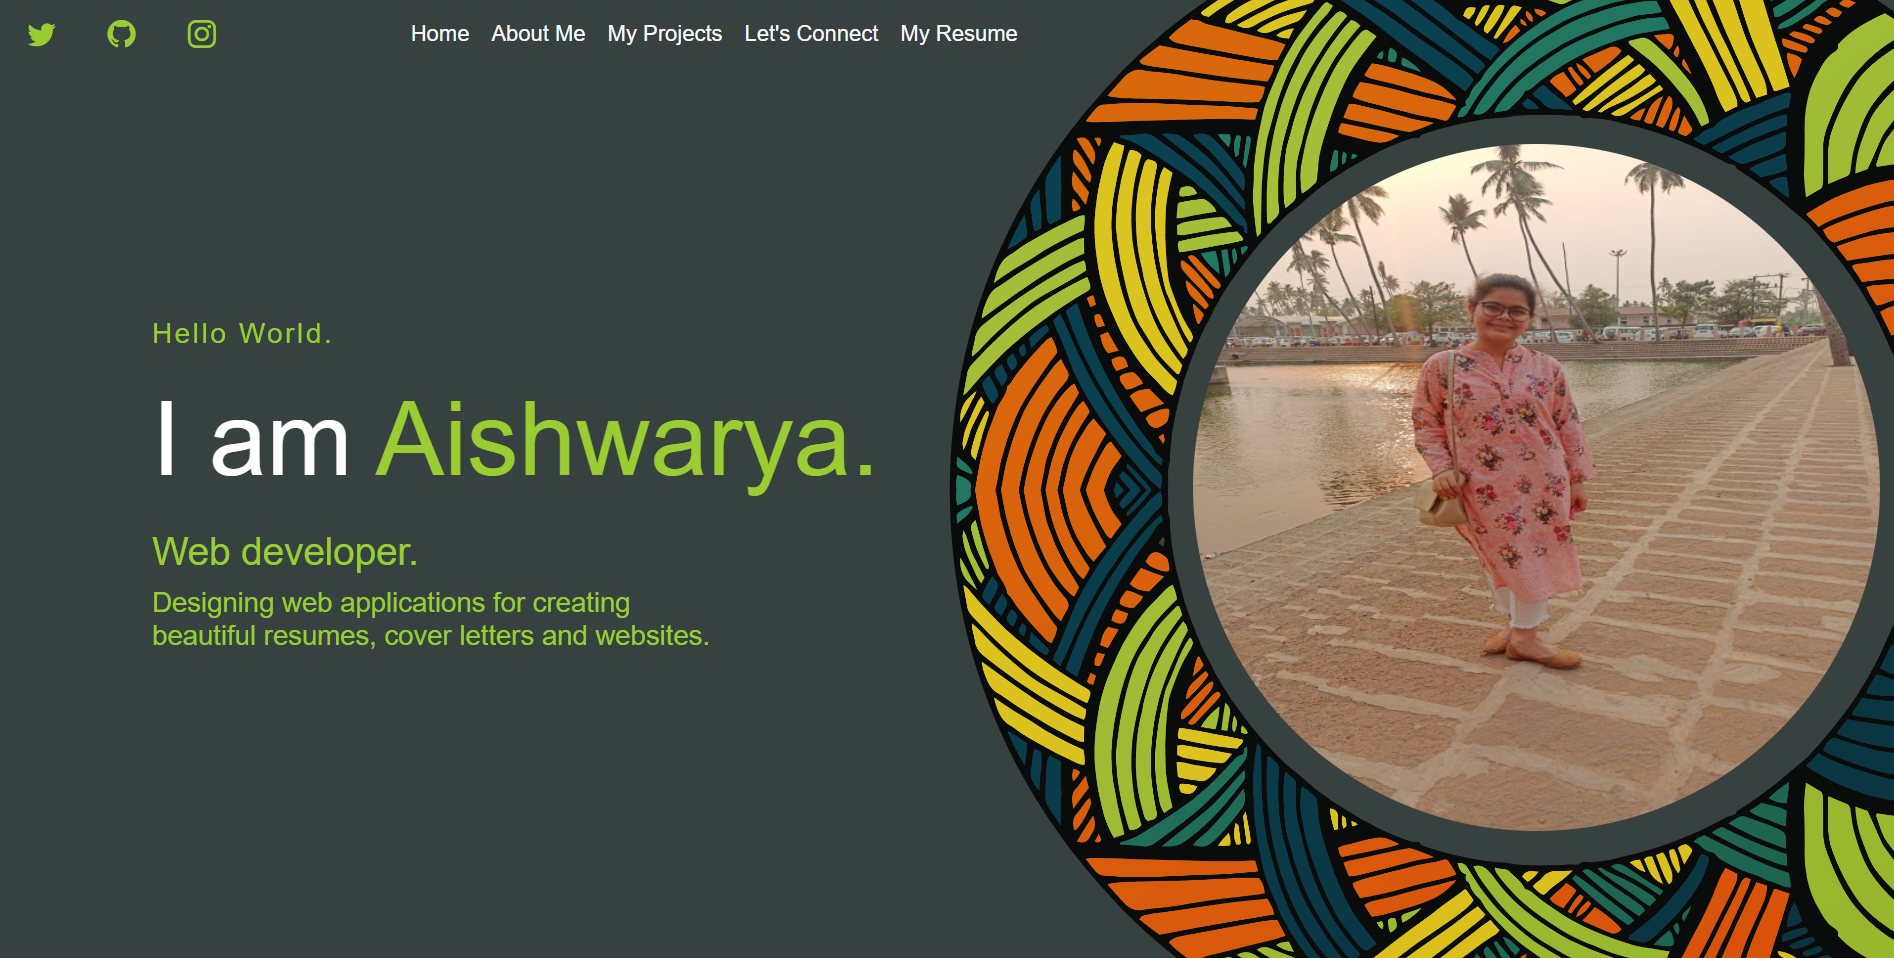 Home About Me My Projects Let's Connect My Resume
Hello World.
I am Aishwarya.
Web developer.
Designing web applications for creating
beautiful resumes, cover letters and websites.